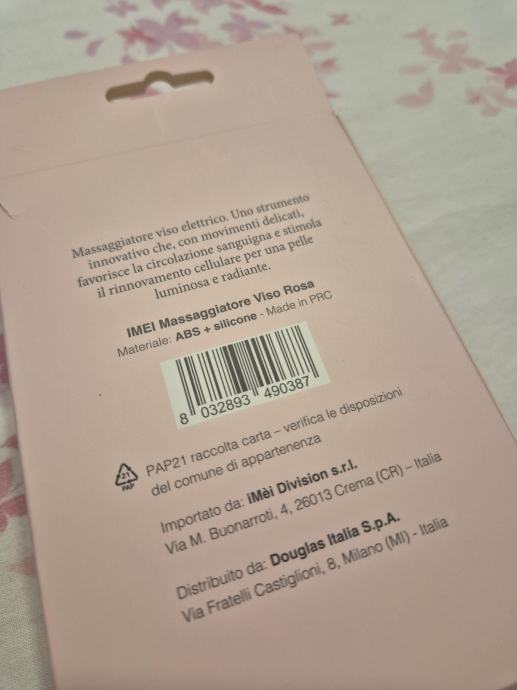 Massaggiatore viso elettrico. Uno strumento
innovativo che, con movimenti delicati,
favorisce la circolazione sanguigna e stimola
il rinnovamento cellulare per una pelle
luminosa e radiante.
IMEI Massaggiatore Viso Rosa
Materiale: ABS + silicone - Made in PRC
8 032893 490387
21
PAP
PAP21 raccolta carta – verifica le disposizioni
del comune di appartenenza
Importato da: iMèi Division s.r.l.
Via M. Buonarroti, 4, 26013 Crema (CR) – Italia
Distribuito da: Douglas Italia S.p.A.
Via Fratelli Castiglioni, 8, Milano (MI) - Italia